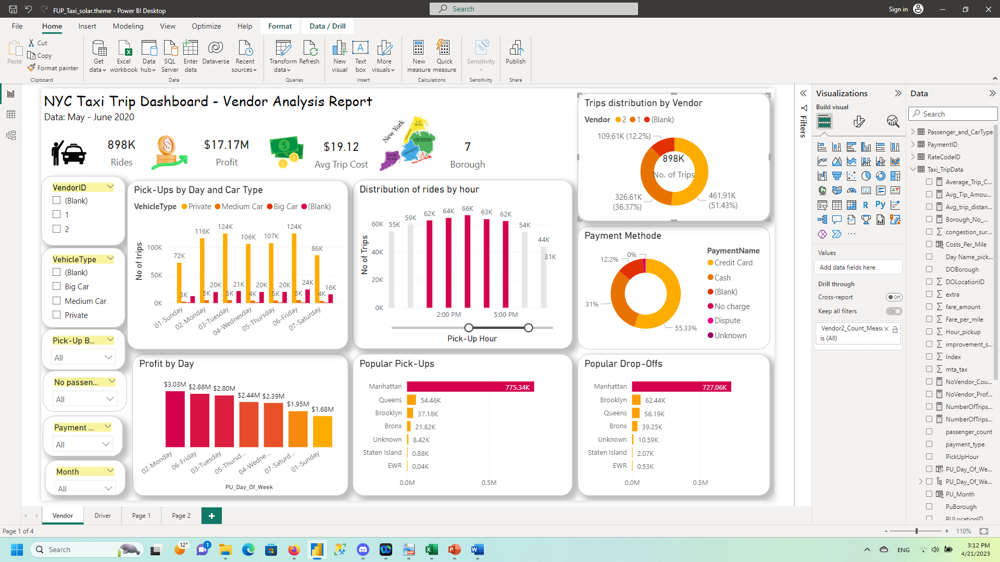 FUP_Taxi_solar.theme - Power BI Desktop
Search
Sign in
File
Home
Insert
Modeling
View
Optimize
Help
Format
Data / Drill
Paste
Cut
Copy
Format painter
Clipboard
Get data
Excel workbook
Data hub
SQL Server
Enter data
Dataverse
Recent sources
Data
Transform data
Refresh
Queries
New visual
Text box
More visuals
Insert
New measure
Quick measure
Calculations
Sensitivity
Sensitivity
Publish
Share
NYC Taxi Trip Dashboard - Vendor Analysis Report
Data: May - June 2020
898K
Rides
$17.17M
Profit
$19.12
Avg Trip Cost
New York
QUEENS
7
Borough
VendorID
(Blank)
1
2
VehicleType
(Blank)
Big Car
Medium Car
Private
Pick-Up B...
All
No passen...
All
Payment ...
All
Month
All
Pick-Ups by Day and Car Type
VehicleType Private Medium Car Big Car (Blank)
No of trips
100K
50K
0K
72K
116K
124K
106K
107K
124K
86K
3K
5K
20K
5K
21K
4K
20K
5K
20K
5K
24K
4K
16K
01-Sunday
02-Monday
03-Tuesday
04-Wednesday
05-Thursday
06-Friday
07-Saturday
Distribution of rides by hour
No of Trips
60K
40K
20K
0K
55K
59K
62K
64K
66K
63K
62K
54K
44K
31K
2:00 PM
5:00 PM
Pick-Up Hour
Trips distribution by Vendor
Vendor 2 1 (Blank)
109.61K (12.2%)
898K
No. of Trips
326.61K
(36.37%)
461.91K
(51.43%)
Payment Methode
0%
12.2%
31%
55.33%
PaymentName
Credit Card
Cash
(Blank)
No charge
Dispute
Unknown
Profit by Day
$3.03M
$2.88M
$2.80M
$2.44M
$2.39M
$1.95M
$1.68M
02-Monday
06-Friday
03-Tuesday
05-Thursd...
04-Wedne...
07-Saturd...
01-Sunday
PU_Day_Of_Week
Popular Pick-Ups
Manhattan 775.34K
Queens 54.46K
Brooklyn 37.18K
Bronx 21.82K
Unknown 8.42K
Staten Island 0.88K
EWR 0.04K
0.0M
0.5M
Popular Drop-Offs
Manhattan 727.06K
Brooklyn 62.44K
Queens 56.19K
Bronx 39.25K
Unknown 10.59K
Staten Island 2.07K
EWR 0.53K
0.0M
0.5M
Filters
Visualizations
Build visual
R
Py
123
Values
Add data fields here
Drill through
Cross-report
Off
Keep all filters
On
Vendor2_Count_Measu
is (All)
Data
Search
Passenger_and_CarType
PaymentID
RateCodeID
Taxi_TripData
Average_Trip_C...
Avg_Tip_Amou...
Avg_trip_distan...
Borough_No_...
congestion_sur...
Costs_Per_Mile
Day Name_pick...
DOBorough
DOLocationID
extra
fare_amount
Fare_per_mile
Hour_pickup
improvement_s...
Index
mta_tax
NoVendor_Cou...
NoVendor_Prof...
NumberOfTrips...
NumberOfTrips...
passenger_count
payment_type
PickUpHour
PU_Day_Of_We...
PU_Day_Of_We...
PU_Month
PuBorough
PULocationID
Vendor
Driver
Page 1
Page 2
Page 1 of 4
110%
Search
12°
1
ENG
3:12 PM
4/21/2023